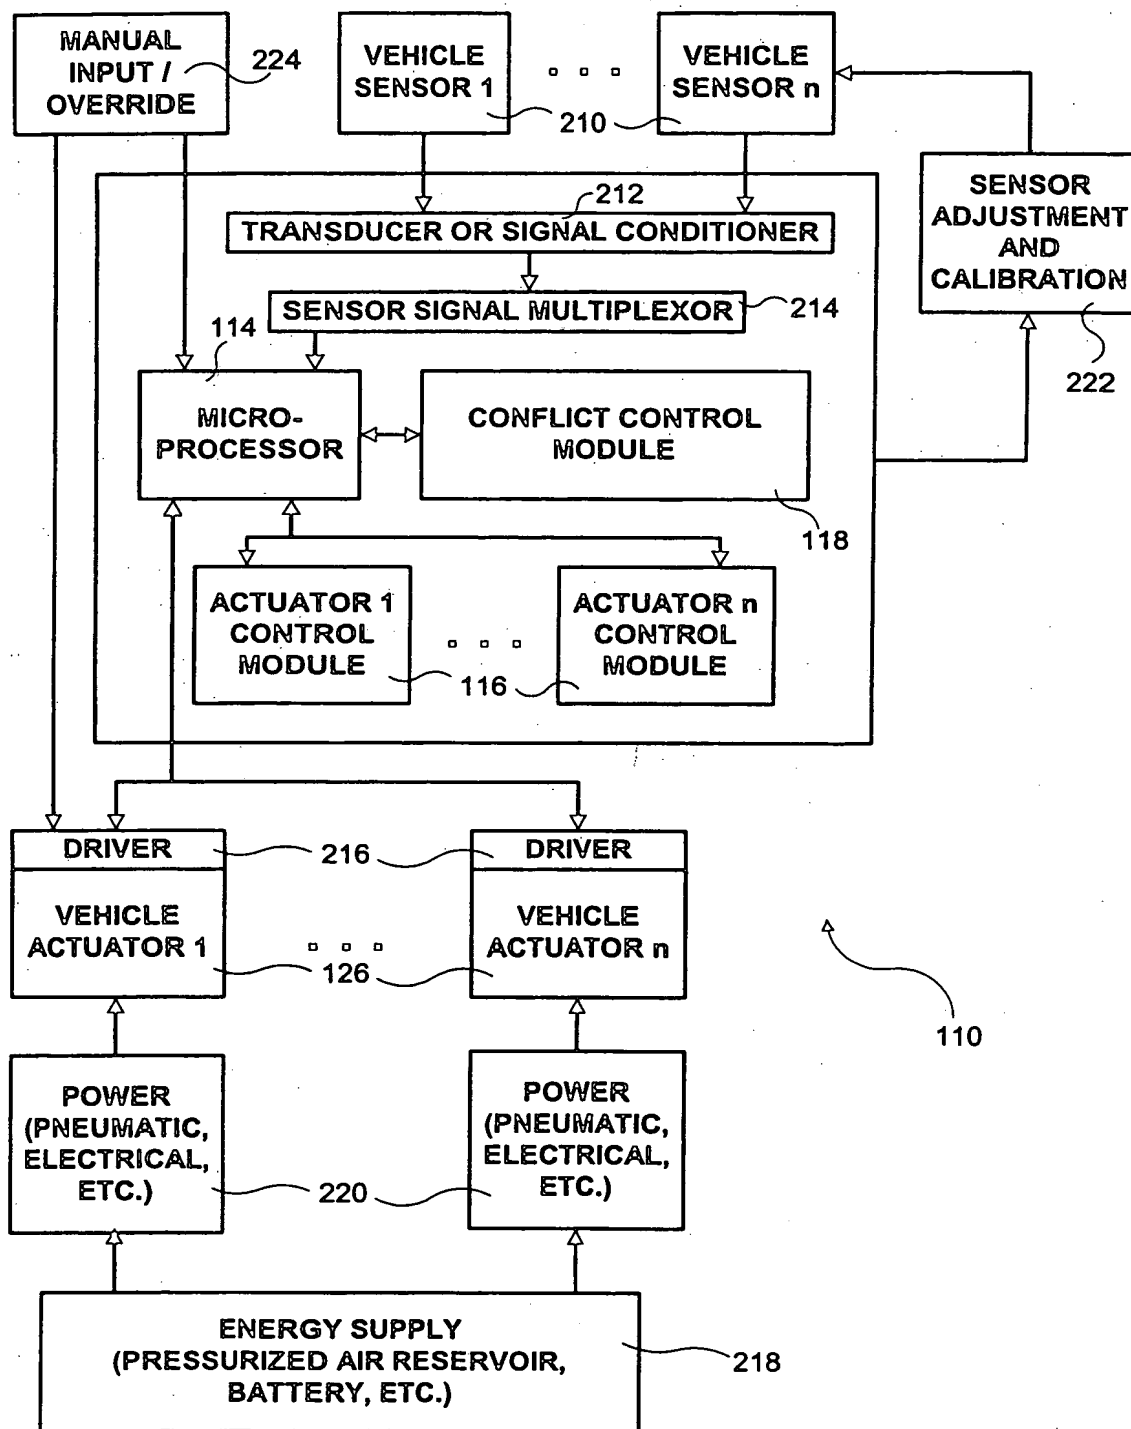 MANUAL
INPUT /
OVERRIDE
224
VEHICLE
SENSOR 1
210
VEHICLE
SENSOR n
SENSOR
ADJUSTMENT
AND
CALIBRATION
222
212
TRANSDUCER OR SIGNAL CONDITIONER
SENSOR SIGNAL MULTIPLEXOR
214
114
MICRO-
PROCESSOR
CONFLICT CONTROL
MODULE
118
ACTUATOR 1
CONTROL
MODULE
116
ACTUATOR n
CONTROL
MODULE
DRIVER
216
DRIVER
VEHICLE
ACTUATOR 1
126
VEHICLE
ACTUATOR n
110
POWER
(PNEUMATIC,
ELECTRICAL,
ETC.)
220
POWER
(PNEUMATIC,
ELECTRICAL,
ETC.)
ENERGY SUPPLY
(PRESSURIZED AIR RESERVOIR,
BATTERY, ETC.)
218